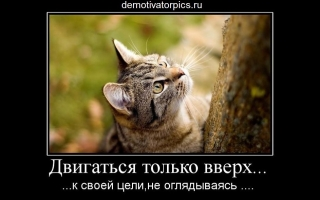 demotivatorpics.ru
Двигаться только вверх...
...к своей цели,не оглядываясь ....